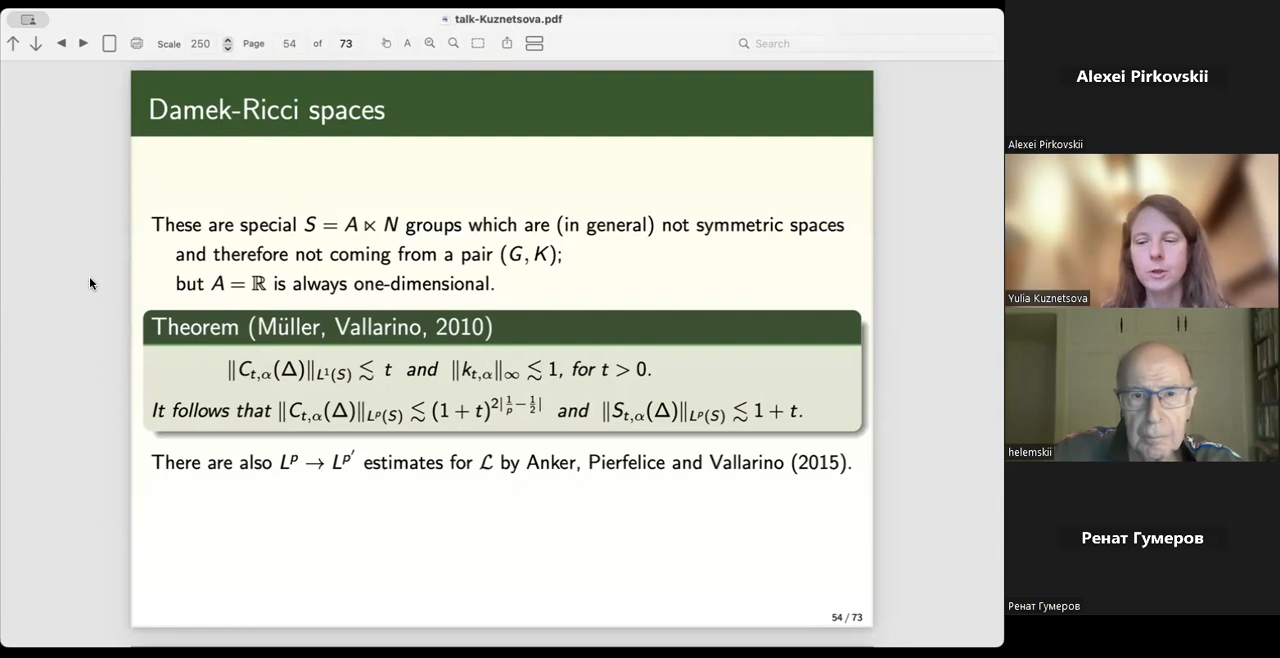 talk-Kuznetsova.pdf
Scale 250 Page 54 of 73 A Search
Damek-Ricci spaces
These are special S = A ⋉ N groups which are (in general) not symmetric spaces
and therefore not coming from a pair (G, K);
but A = ℝ is always one-dimensional.
Theorem (Müller, Vallarino, 2010)
‖C_{t,α}(Δ)‖_{L¹(S)} ≲ t and ‖k_{t,α}‖_∞ ≲ 1, for t > 0.
It follows that ‖C_{t,α}(Δ)‖_{L^p(S)} ≲ (1 + t)^{2|1/p − 1/2|} and ‖S_{t,α}(Δ)‖_{L^p(S)} ≲ 1 + t.
There are also L^p → L^{p′} estimates for ℒ by Anker, Pierfelice and Vallarino (2015).
54 / 73
Alexei Pirkovskii
Alexei Pirkovskii
Yulia Kuznetsova
helemskii
Ренат Гумеров
Ренат Гумеров